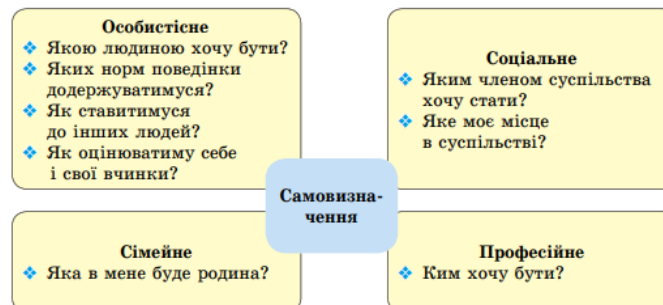 Особистісне
❖ Якою людиною хочу бути?
❖ Яких норм поведінки
додержуватимуся?
❖ Як ставитимуся
до інших людей?
❖ Як оцінюватиму себе
і свої вчинки?
Соціальне
❖ Яким членом суспільства
хочу стати?
❖ Яке моє місце
в суспільстві?
Самовизна-
чення
Сімейне
❖ Яка в мене буде родина?
Професійне
❖ Ким хочу бути?